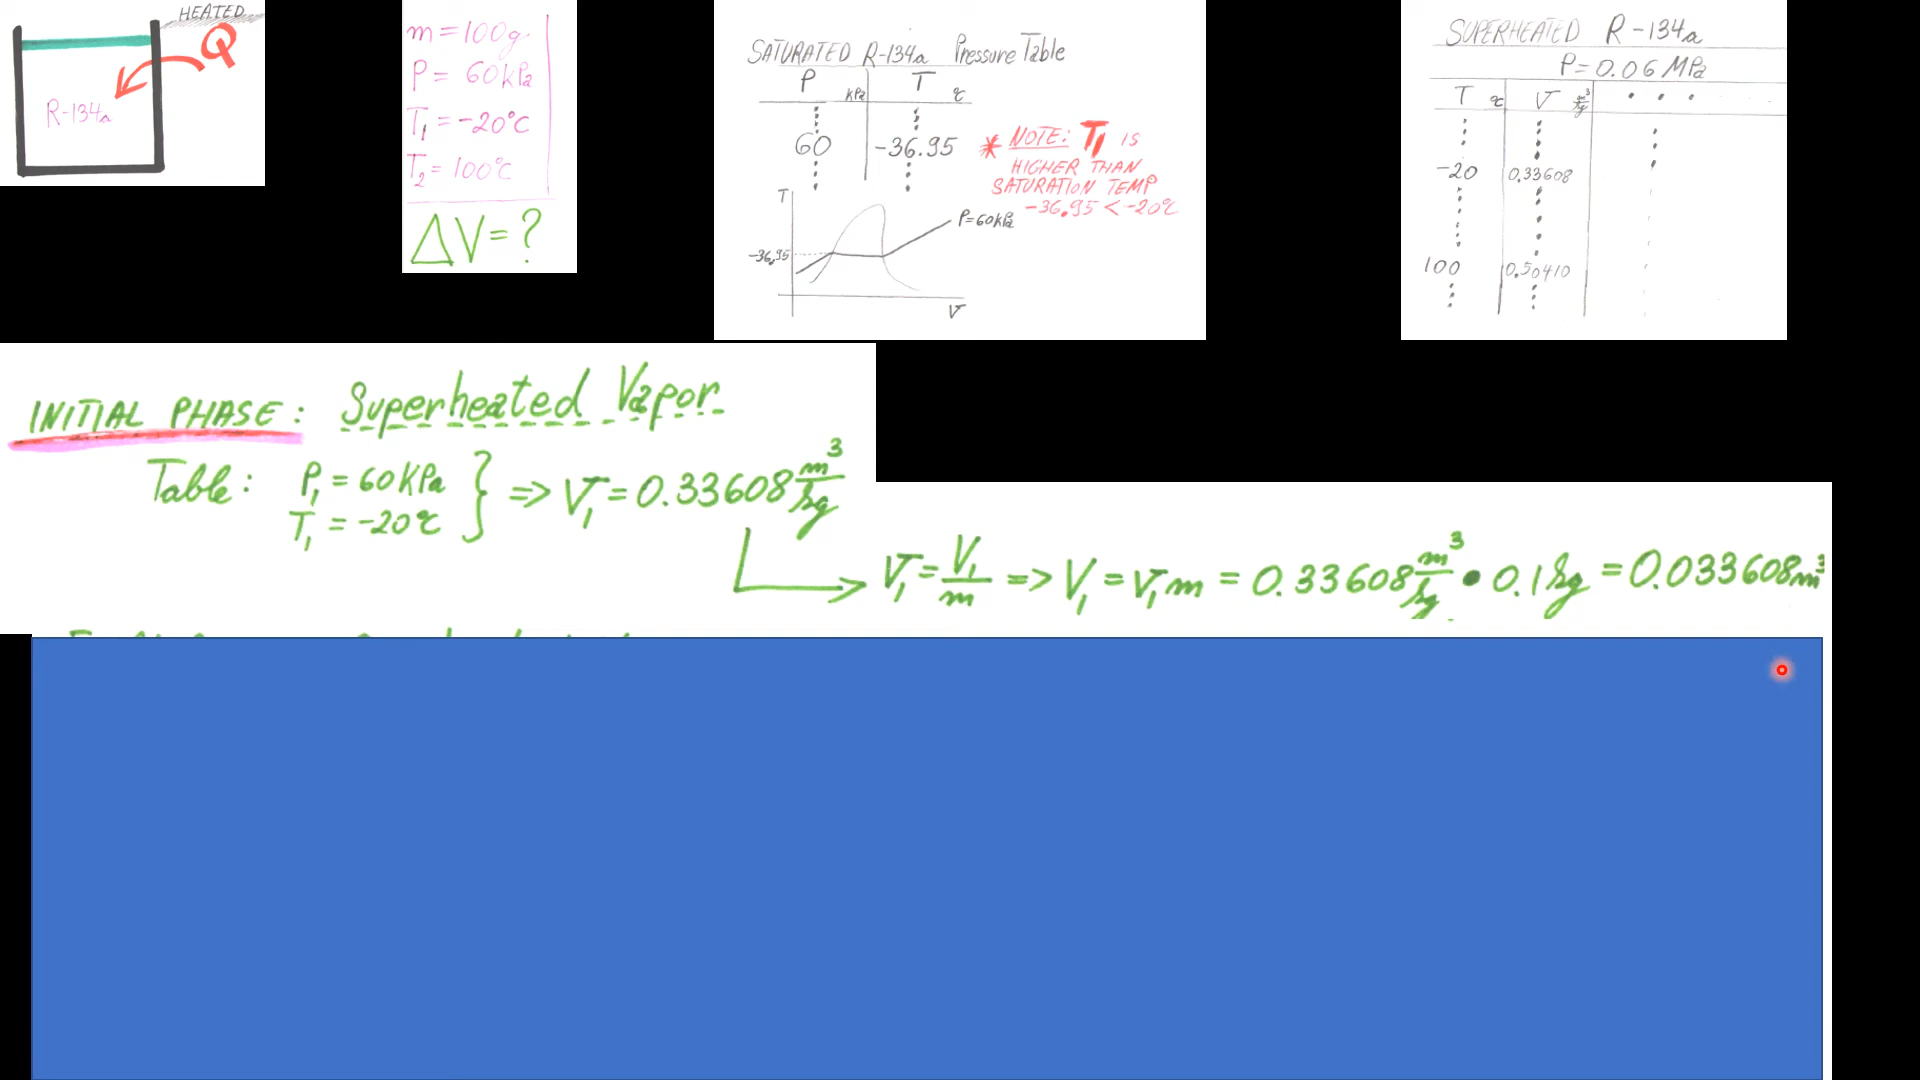 HEATED
Q
R-134a
m=100g.
P= 60kPa
T1 = -20°C
T2 = 100°C
ΔV=?
SATURATED R-134a Pressure Table
P kPa T °C
60 -36.95
* NOTE: T1 IS
HIGHER THAN
SATURATION TEMP
-36.95 < -20°C
T
P=60kPa
-36.95
V
SUPERHEATED R-134a
P=0.06 MPa
T °C V m³/kg
-20 0.33608
100 0.50410
INITIAL PHASE: Superheated Vapor
Table: P1 = 60KPa } => V1 = 0.33608 m³/kg
T1 = -20°C
V1 = V1/m => V1 = V1m = 0.33608 m³/kg • 0.1kg = 0.033608m³